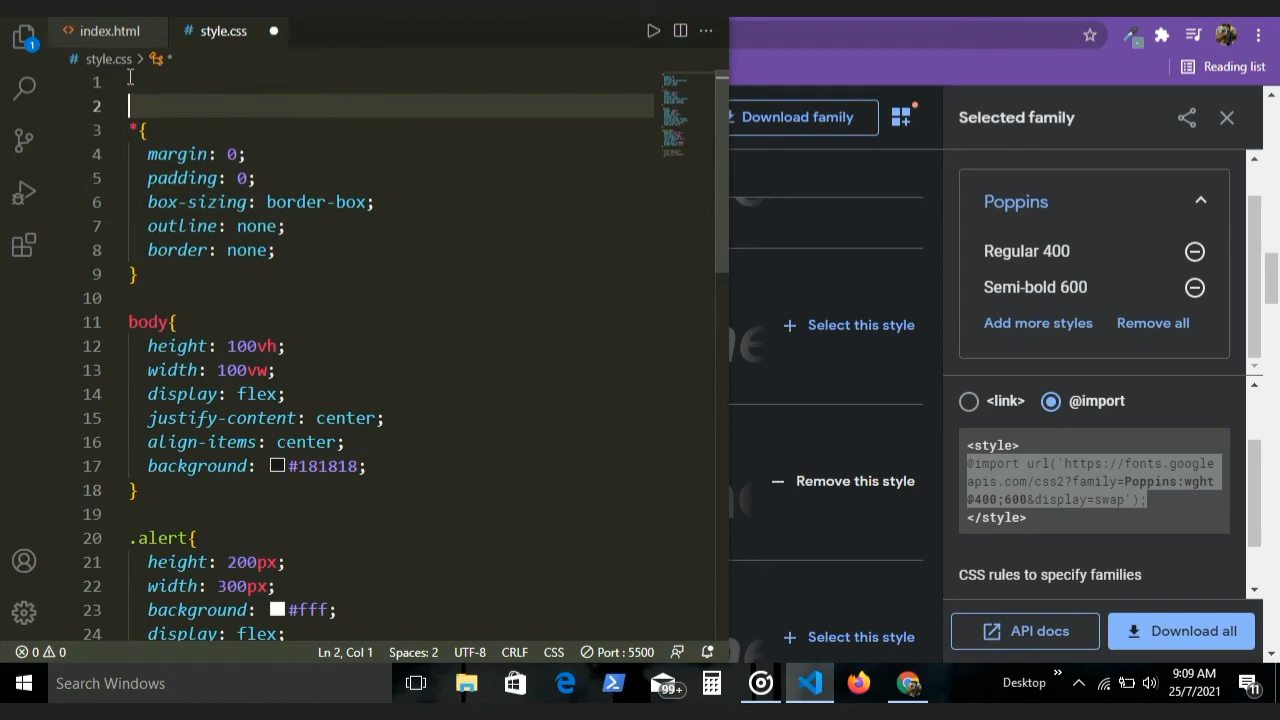 index.html
# style.css
# style.css > *
1
2
3 *{
4 margin: 0;
5 padding: 0;
6 box-sizing: border-box;
7 outline: none;
8 border: none;
9 }
10
11 body{
12 height: 100vh;
13 width: 100vw;
14 display: flex;
15 justify-content: center;
16 align-items: center;
17 background: #181818;
18 }
19
20 .alert{
21 height: 200px;
22 width: 300px;
23 background: #fff;
24 display: flex;
1
0 0
Ln 2, Col 1
Spaces: 2
UTF-8
CRLF
CSS
Port : 5500
Reading list
Download family
Select this style
Remove this style
Select this style
Selected family
Poppins
Regular 400
Semi-bold 600
Add more styles
Remove all
<link>
@import
<style>
@import url('https://fonts.google
apis.com/css2?family=Poppins:wght
@400;600&display=swap');
</style>
CSS rules to specify families
API docs
Download all
Search Windows
99+
Desktop
9:09 AM
25/7/2021
11